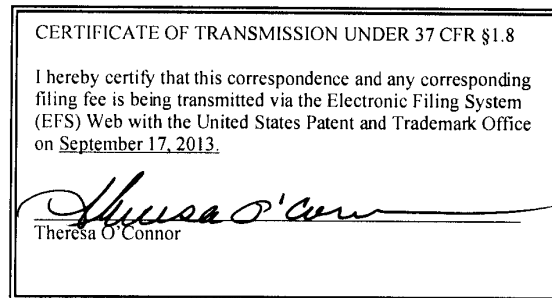 CERTIFICATE OF TRANSMISSION UNDER 37 CFR §1.8
I hereby certify that this correspondence and any corresponding
filing fee is being transmitted via the Electronic Filing System
(EFS) Web with the United States Patent and Trademark Office
on September 17, 2013.
Theresa O'Connor
Theresa O'Connor